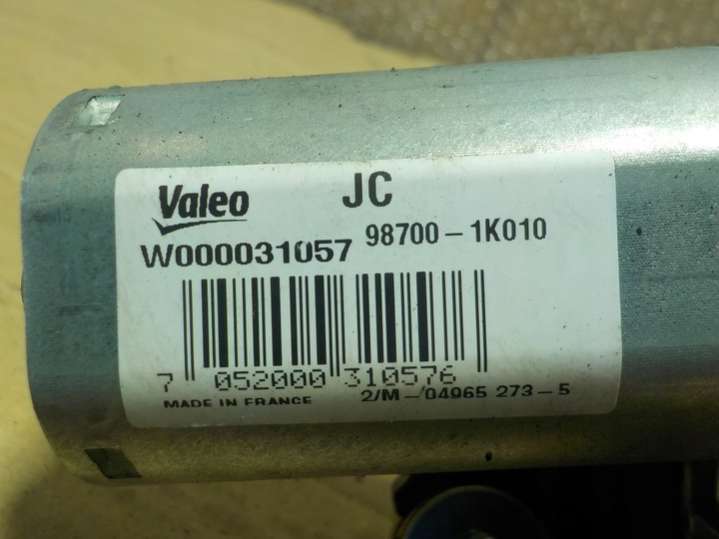 Valeo JC
W000031057 98700-1K010
7 052000 310576
MADE IN FRANCE 2/M-04965 273-5